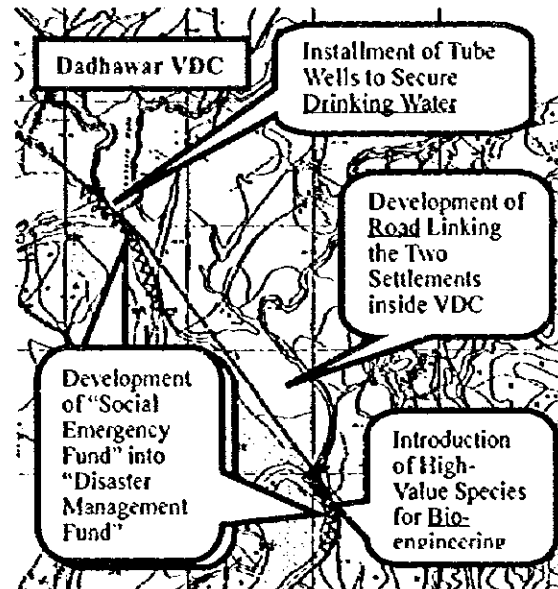 Dadhawar VDC
Installment of Tube
Wells to Secure
Drinking Water
Development of
Road Linking
the Two
Settlements
inside VDC
Development
of “Social
Emergency
Fund” into
“Disaster
Management
Fund”
Introduction
of High-
Value Species
for Bio-
engineering